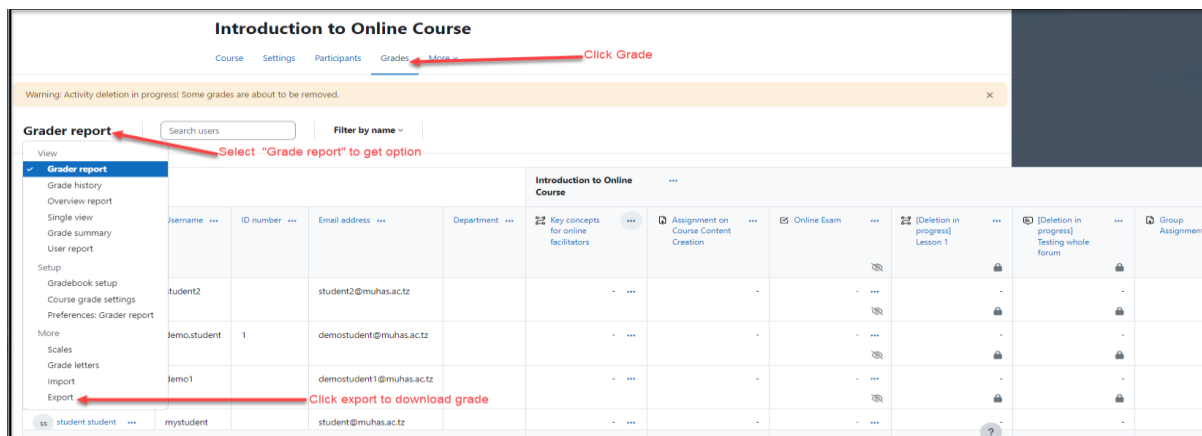 Introduction to Online Course
Course Settings Participants Grades More
Click Grade
Warning: Activity deletion in progress! Some grades are about to be removed.
Grader report Search users Filter by name
Select "Grade report" to get option
View
Grader report
Grade history
Overview report
Single view
Grade summary
User report
Setup
Gradebook setup
Course grade settings
Preferences: Grader report
More
Scales
Grade letters
Import
Export
Click export to download grade
Introduction to Online
Course
Username ID number Email address Department
Key concepts
for online
facilitators
Assignment on
Course Content
Creation
Online Exam
[Deletion in
progress]
Lesson 1
[Deletion in
progress]
Testing whole
forum
Group
Assignment
student2 student2@muhas.ac.tz - - - - -
demo.student 1 demostudent@muhas.ac.tz - - - - -
demo1 demostudent1@muhas.ac.tz - - - - -
ss student student mystudent student@muhas.ac.tz - - - - -
?